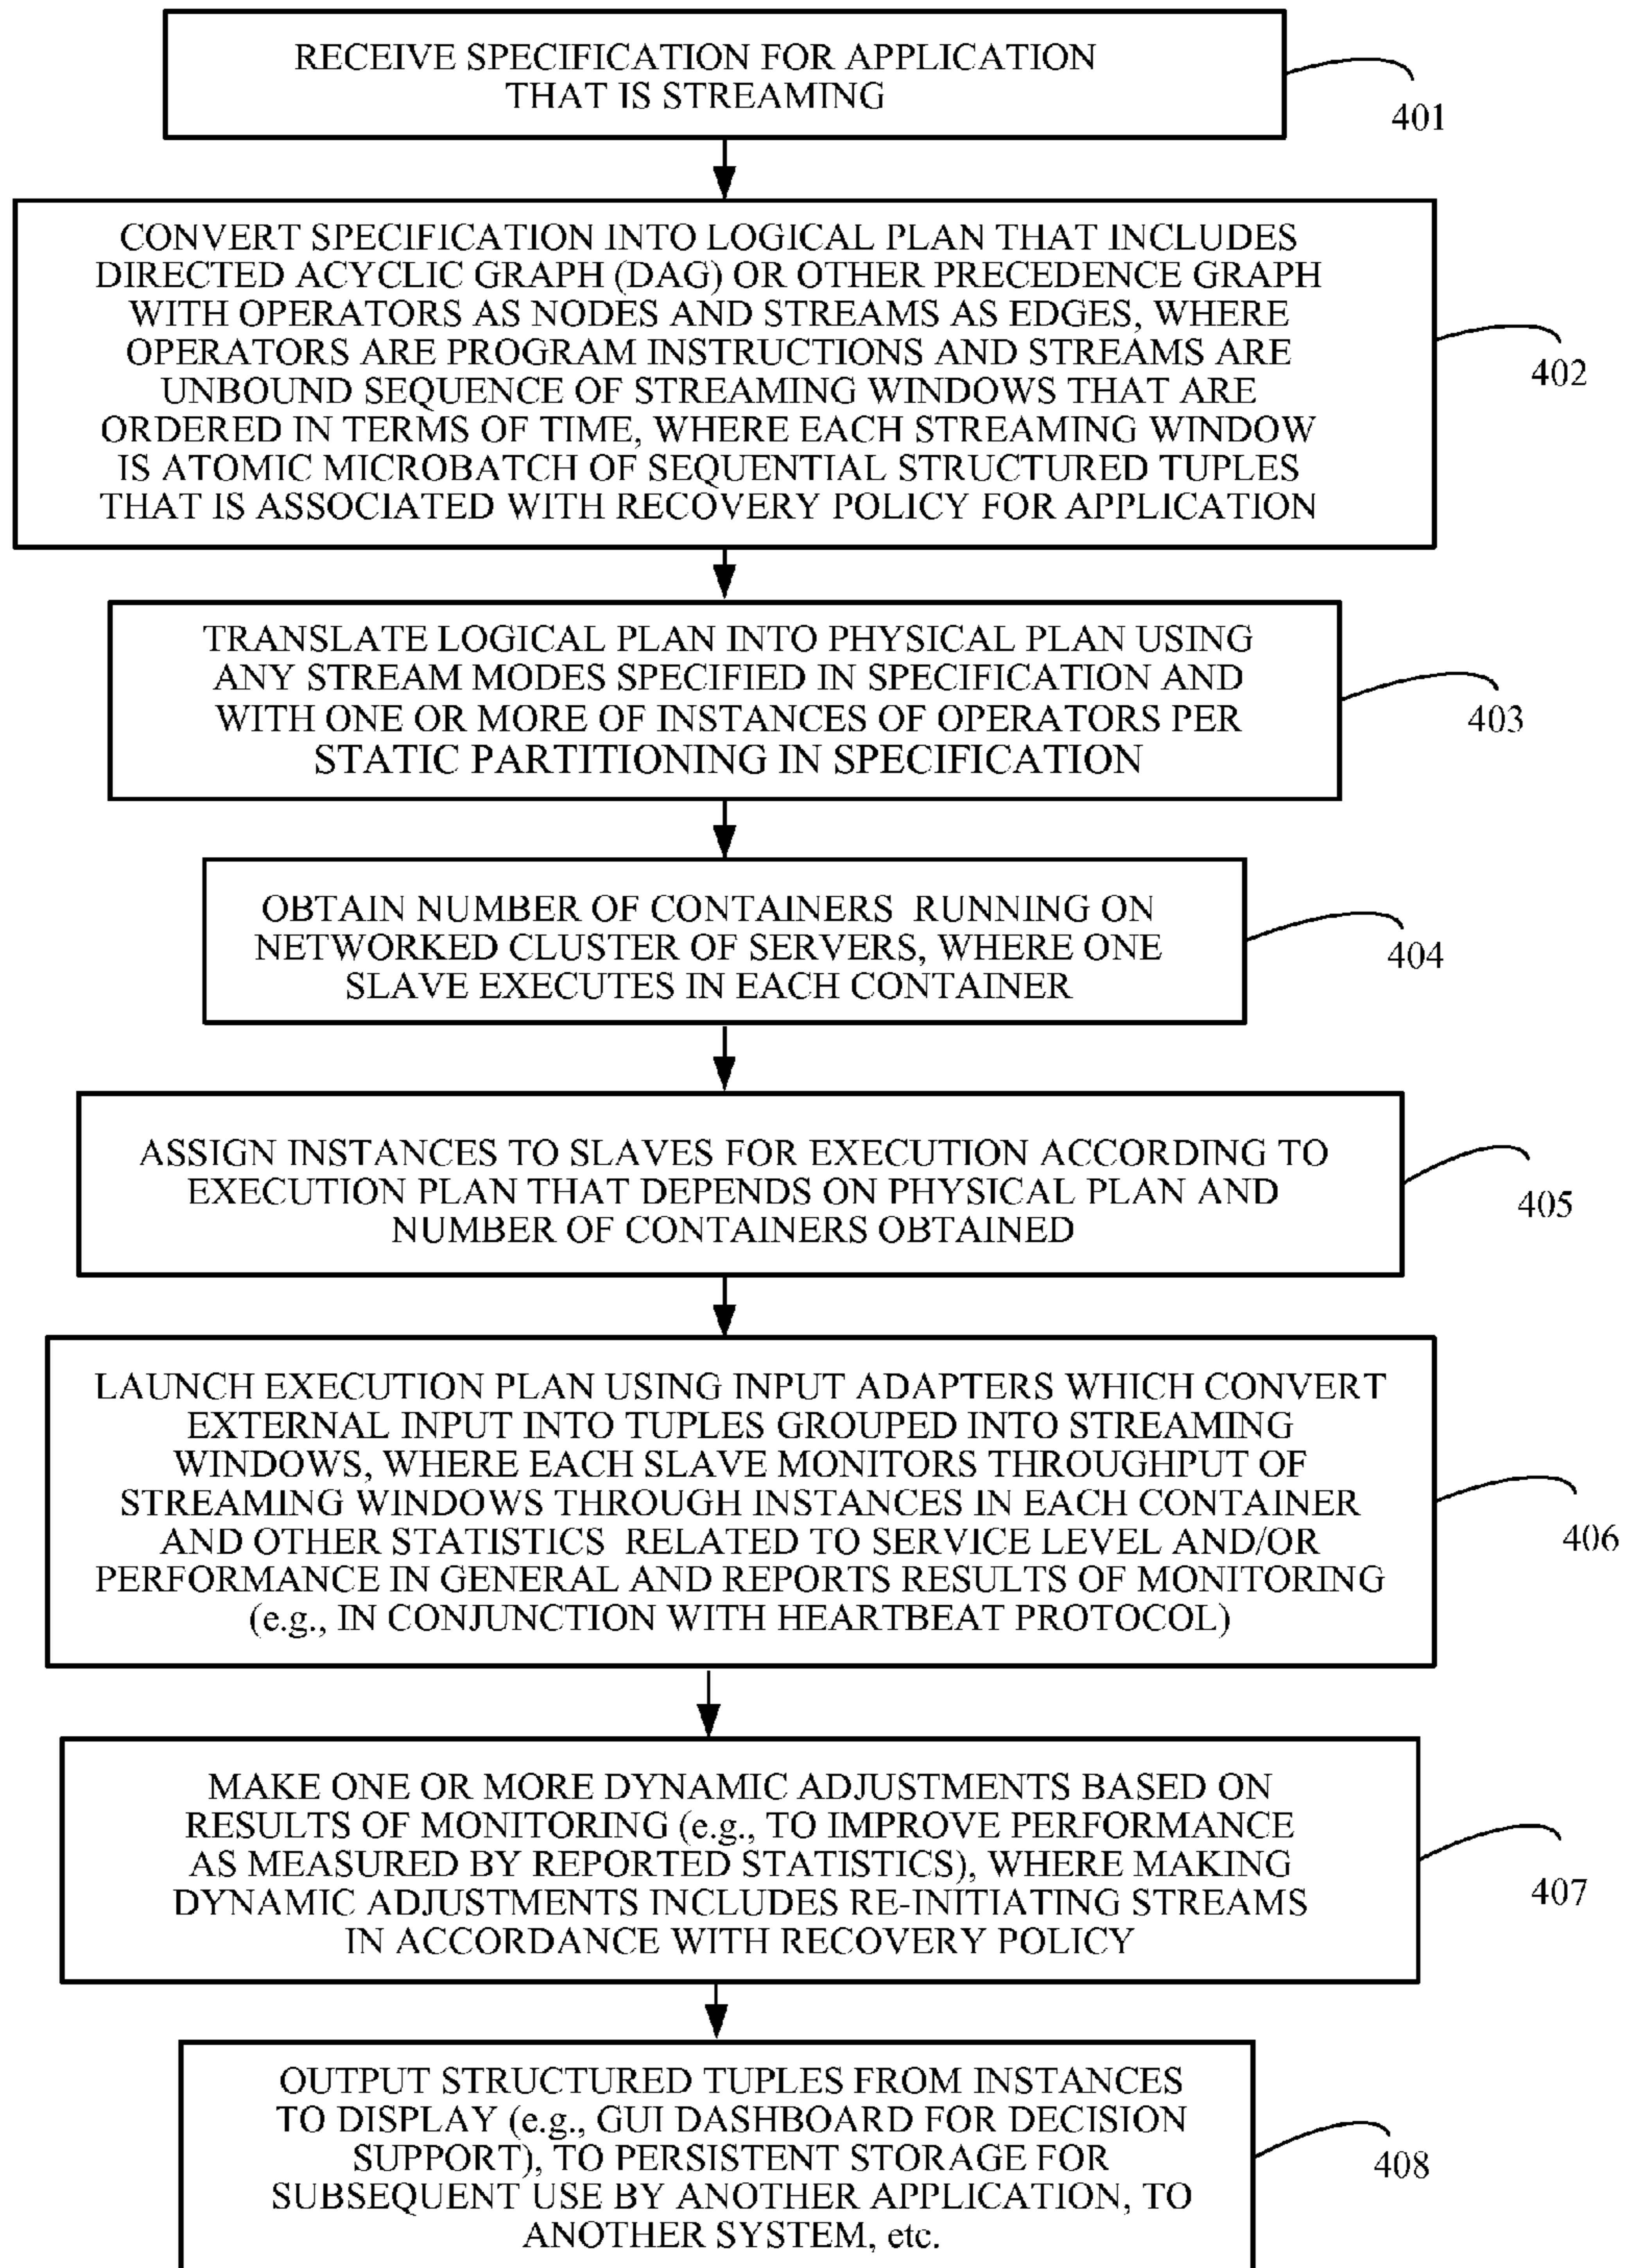 RECEIVE SPECIFICATION FOR APPLICATION
THAT IS STREAMING
401
CONVERT SPECIFICATION INTO LOGICAL PLAN THAT INCLUDES
DIRECTED ACYCLIC GRAPH (DAG) OR OTHER PRECEDENCE GRAPH
WITH OPERATORS AS NODES AND STREAMS AS EDGES, WHERE
OPERATORS ARE PROGRAM INSTRUCTIONS AND STREAMS ARE
UNBOUND SEQUENCE OF STREAMING WINDOWS THAT ARE
ORDERED IN TERMS OF TIME, WHERE EACH STREAMING WINDOW
IS ATOMIC MICROBATCH OF SEQUENTIAL STRUCTURED TUPLES
THAT IS ASSOCIATED WITH RECOVERY POLICY FOR APPLICATION
402
TRANSLATE LOGICAL PLAN INTO PHYSICAL PLAN USING
ANY STREAM MODES SPECIFIED IN SPECIFICATION AND
WITH ONE OR MORE OF INSTANCES OF OPERATORS PER
STATIC PARTITIONING IN SPECIFICATION
403
OBTAIN NUMBER OF CONTAINERS RUNNING ON
NETWORKED CLUSTER OF SERVERS, WHERE ONE
SLAVE EXECUTES IN EACH CONTAINER
404
ASSIGN INSTANCES TO SLAVES FOR EXECUTION ACCORDING TO
EXECUTION PLAN THAT DEPENDS ON PHYSICAL PLAN AND
NUMBER OF CONTAINERS OBTAINED
405
LAUNCH EXECUTION PLAN USING INPUT ADAPTERS WHICH CONVERT
EXTERNAL INPUT INTO TUPLES GROUPED INTO STREAMING
WINDOWS, WHERE EACH SLAVE MONITORS THROUGHPUT OF
STREAMING WINDOWS THROUGH INSTANCES IN EACH CONTAINER
AND OTHER STATISTICS RELATED TO SERVICE LEVEL AND/OR
PERFORMANCE IN GENERAL AND REPORTS RESULTS OF MONITORING
(e.g., IN CONJUNCTION WITH HEARTBEAT PROTOCOL)
406
MAKE ONE OR MORE DYNAMIC ADJUSTMENTS BASED ON
RESULTS OF MONITORING (e.g., TO IMPROVE PERFORMANCE
AS MEASURED BY REPORTED STATISTICS), WHERE MAKING
DYNAMIC ADJUSTMENTS INCLUDES RE-INITIATING STREAMS
IN ACCORDANCE WITH RECOVERY POLICY
407
OUTPUT STRUCTURED TUPLES FROM INSTANCES
TO DISPLAY (e.g., GUI DASHBOARD FOR DECISION
SUPPORT), TO PERSISTENT STORAGE FOR
SUBSEQUENT USE BY ANOTHER APPLICATION, TO
ANOTHER SYSTEM, etc.
408